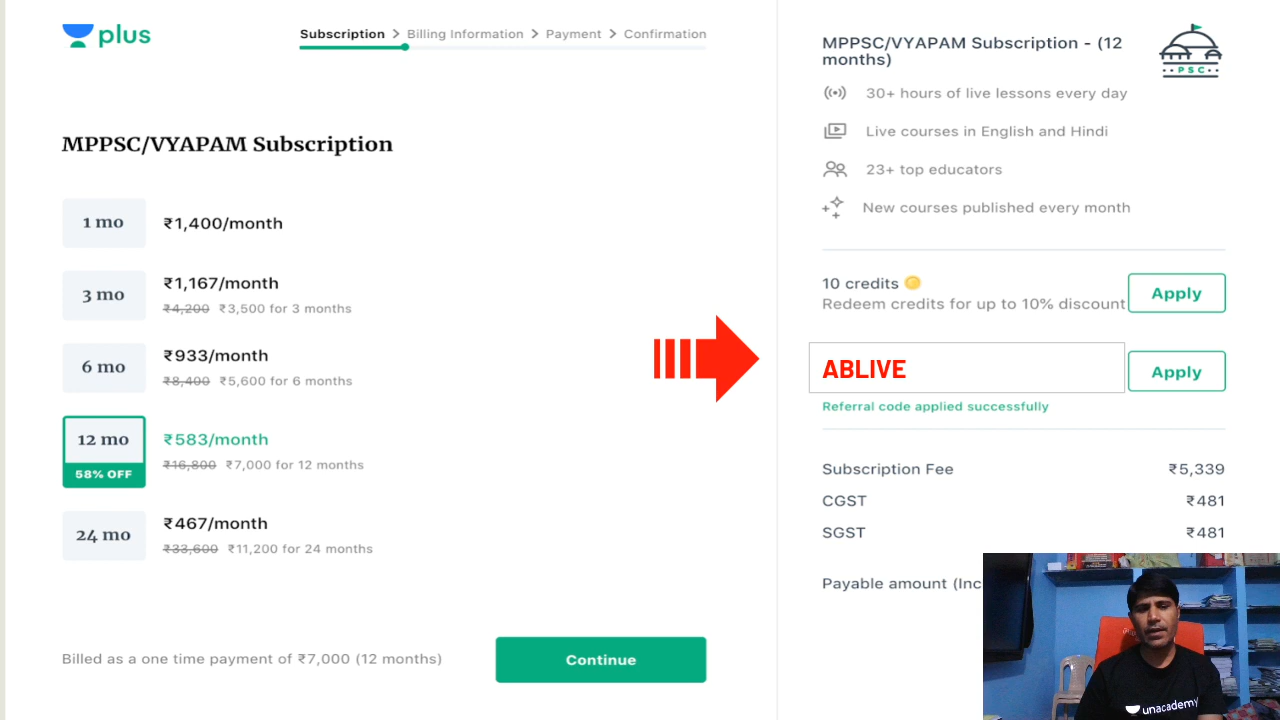 plus
Subscription > Billing Information > Payment > Confirmation
MPPSC/VYAPAM Subscription
1 mo ₹1,400/month
3 mo ₹1,167/month
₹4,200 ₹3,500 for 3 months
6 mo ₹933/month
₹8,400 ₹5,600 for 6 months
12 mo ₹583/month
58% OFF ₹16,800 ₹7,000 for 12 months
24 mo ₹467/month
₹33,600 ₹11,200 for 24 months
Billed as a one time payment of ₹7,000 (12 months)
Continue
MPPSC/VYAPAM Subscription - (12
months)
PSC
30+ hours of live lessons every day
Live courses in English and Hindi
23+ top educators
New courses published every month
10 credits
Redeem credits for up to 10% discount
Apply
ABLIVE
Apply
Referral code applied successfully
Subscription Fee ₹5,339
CGST ₹481
SGST ₹481
Payable amount (Inc
unacademy